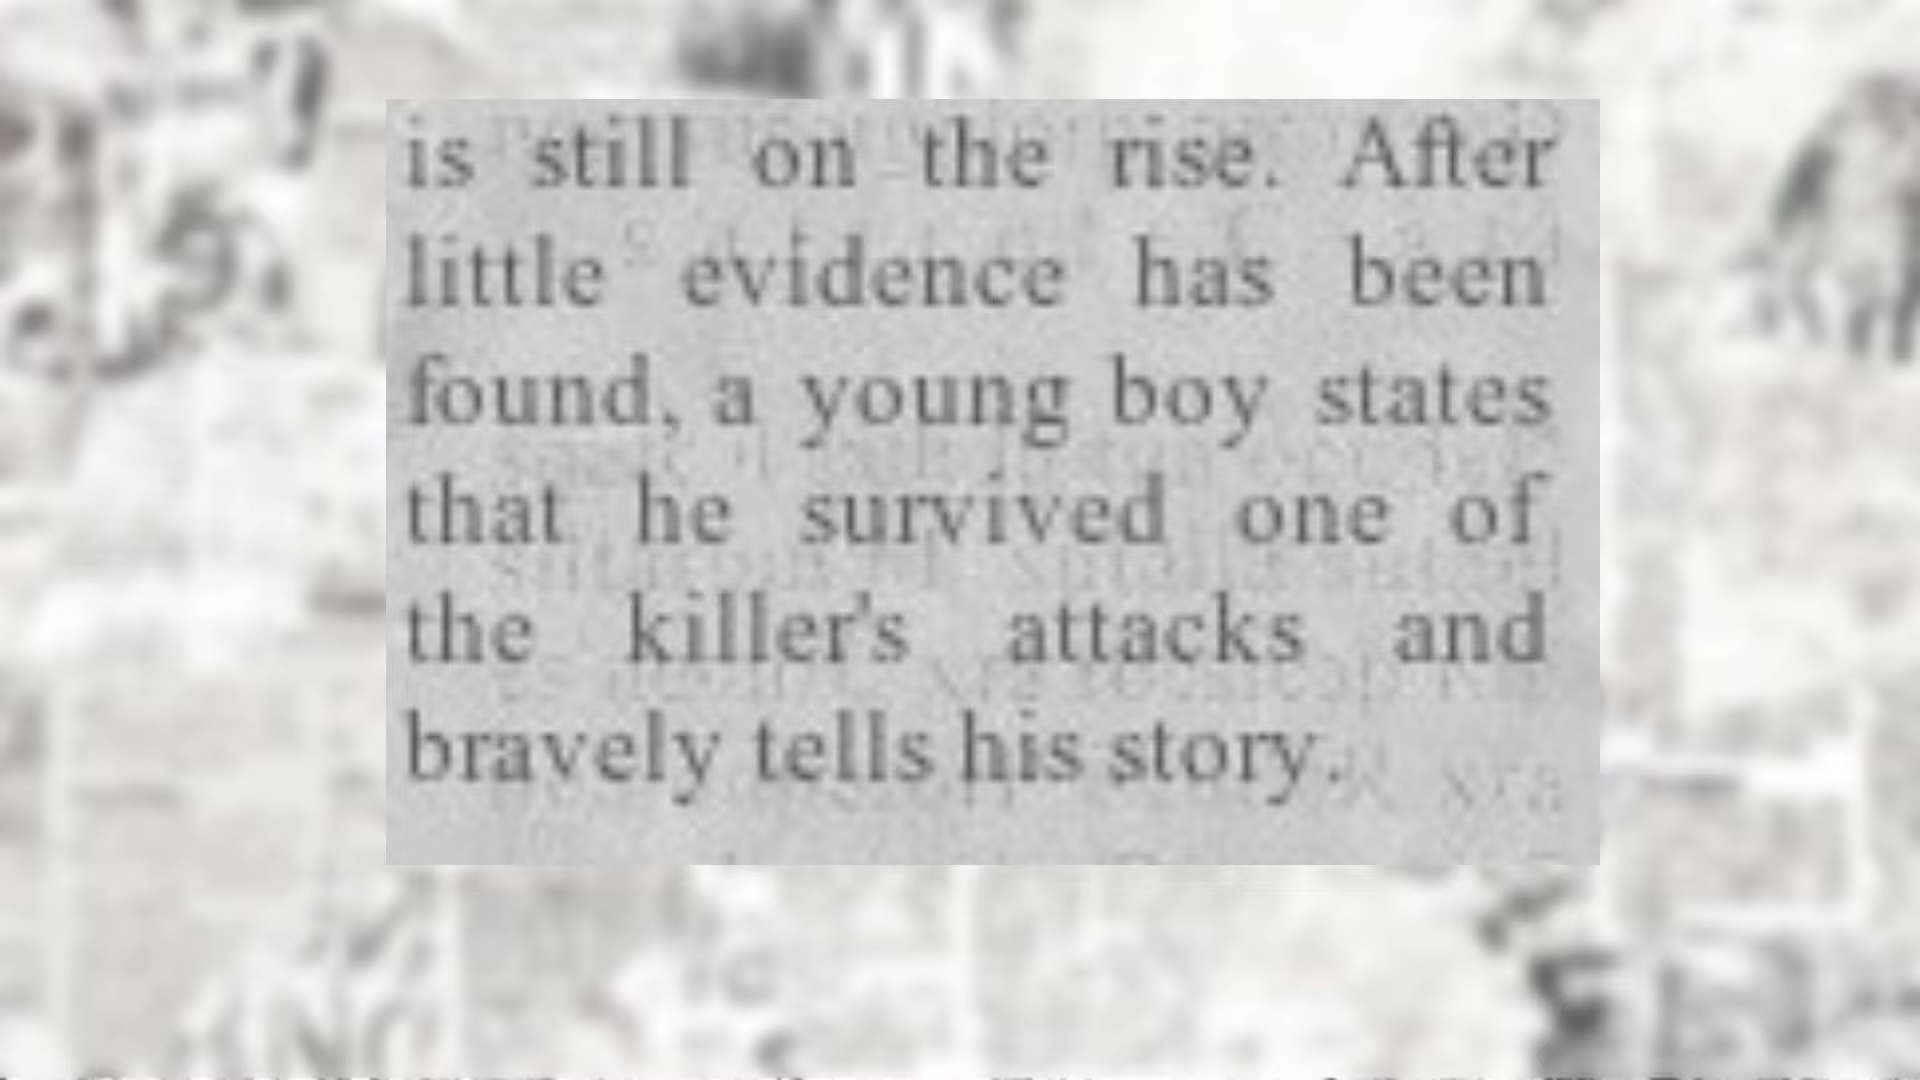 is still on the rise. After
little evidence has been
found, a young boy states
that he survived one of
the killer's attacks and
bravely tells his story.